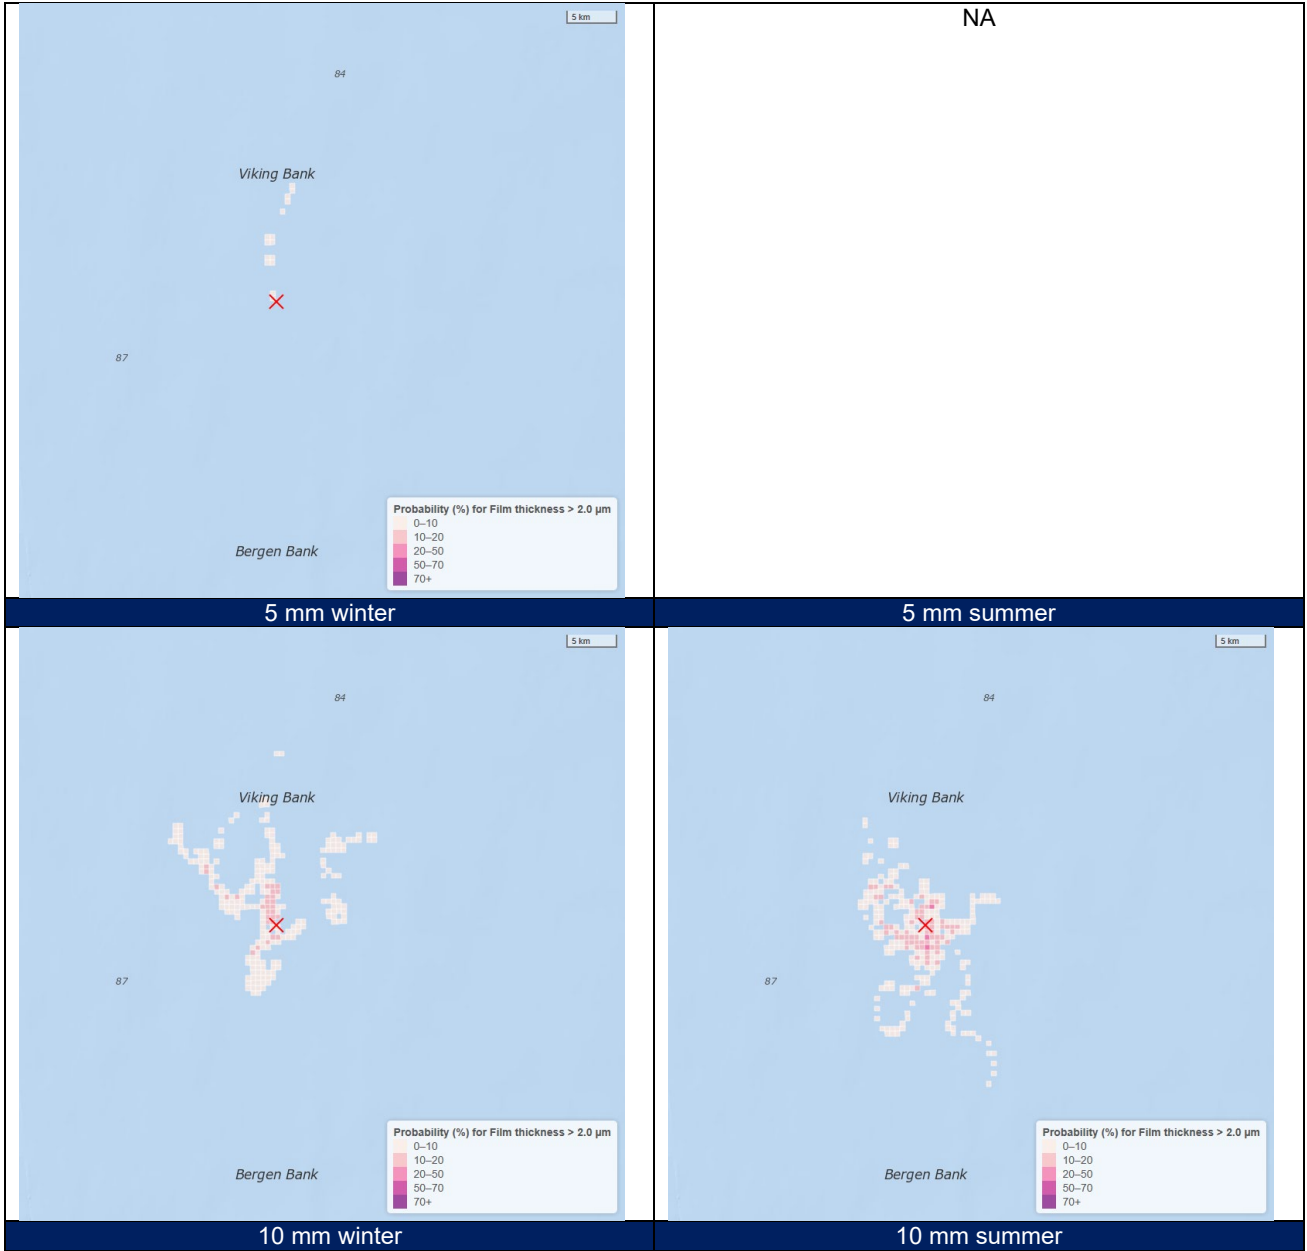 5 km
NA
84
Viking Bank
87
Probability (%) for Film thickness > 2.0 µm
0–10
10–20
20–50
50–70
70+
Bergen Bank
5 mm winter
5 mm summer
5 km
84
Viking Bank
87
Probability (%) for Film thickness > 2.0 µm
0–10
10–20
20–50
50–70
70+
Bergen Bank
5 km
84
Viking Bank
87
Probability (%) for Film thickness > 2.0 µm
0–10
10–20
20–50
50–70
70+
Bergen Bank
10 mm winter
10 mm summer